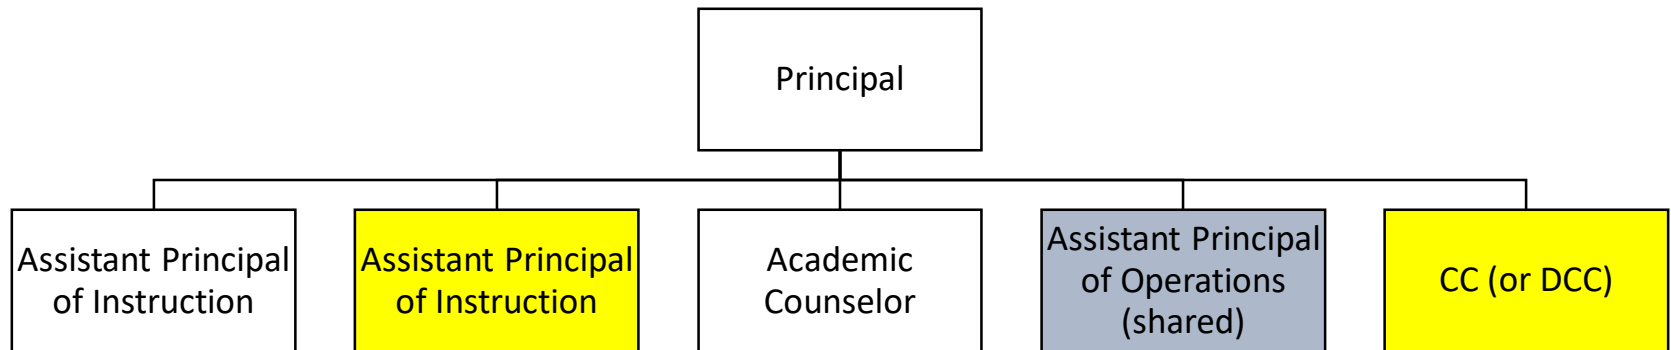 Principal
Assistant Principal
of Instruction
Assistant Principal
of Instruction
Academic
Counselor
Assistant Principal
of Operations
(shared)
CC (or DCC)